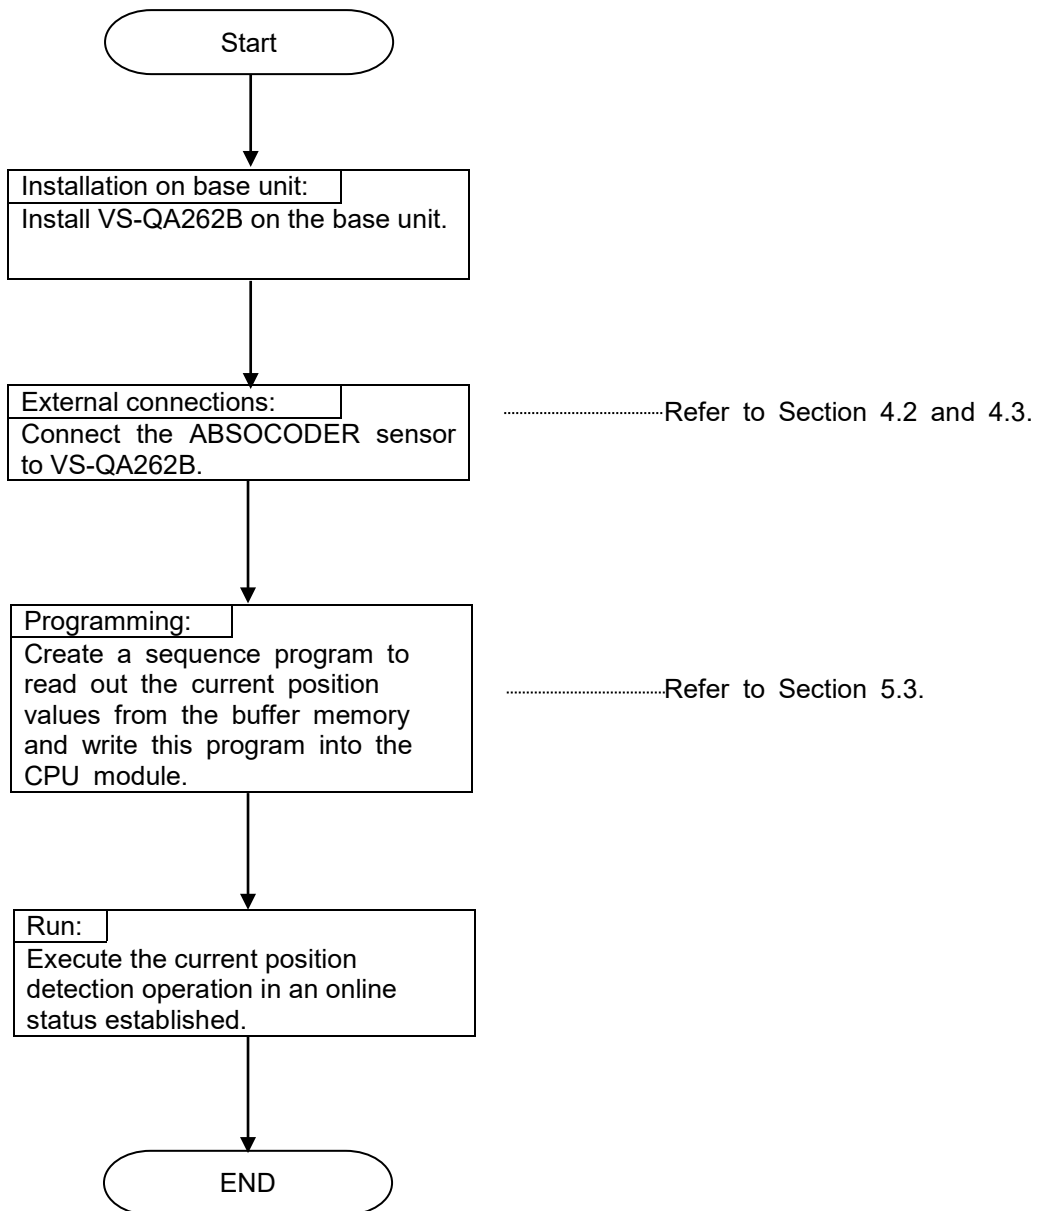 Start
Installation on base unit:
Install VS-QA262B on the base unit.
External connections:
Connect the ABSOCODER sensor
to VS-QA262B.
Refer to Section 4.2 and 4.3.
Programming:
Create a sequence program to
read out the current position
values from the buffer memory
and write this program into the
CPU module.
Refer to Section 5.3.
Run:
Execute the current position
detection operation in an online
status established.
END